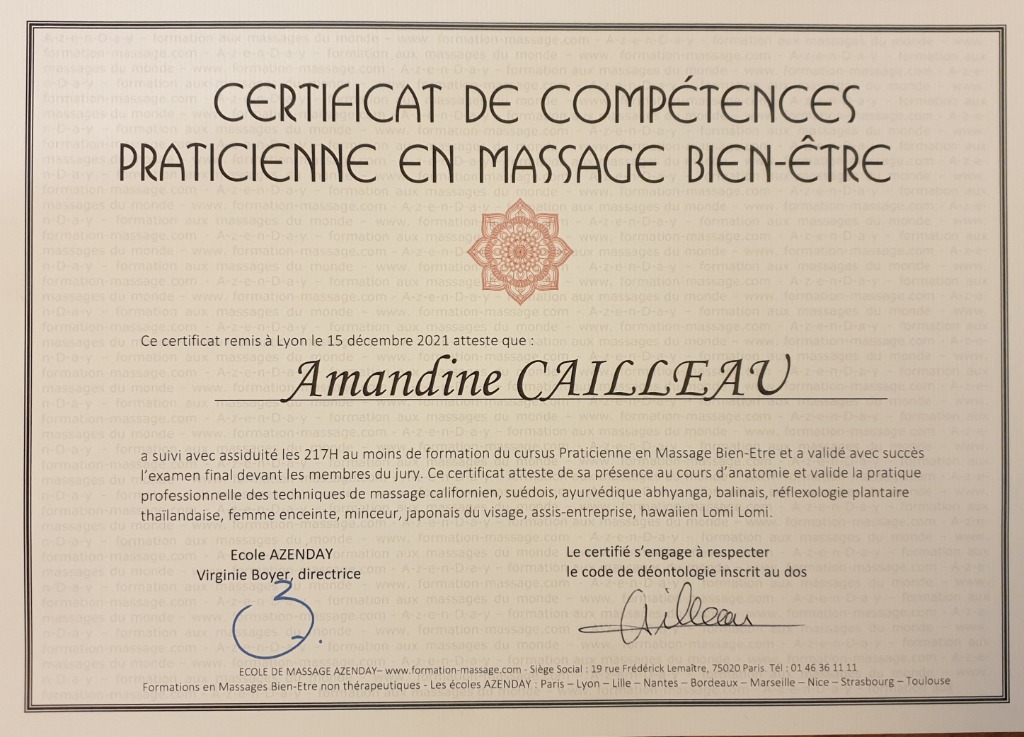 CERTIFICAT DE COMPÉTENCES
PRATICIENNE EN MASSAGE BIEN-ÊTRE
Ce certificat remis à Lyon le 15 décembre 2021 atteste que :
Amandine CAILLEAU
a suivi avec assiduité les 217H au moins de formation du cursus Praticienne en Massage Bien-Etre et a validé avec succès
l'examen final devant les membres du jury. Ce certificat atteste de sa présence au cours d'anatomie et valide la pratique
professionnelle des techniques de massage californien, suédois, ayurvédique abhyanga, balinais, réflexologie plantaire
thaïlandaise, femme enceinte, minceur, japonais du visage, assis-entreprise, hawaiien Lomi Lomi.
Ecole AZENDAY
Virginie Boyer, directrice
Le certifié s'engage à respecter
le code de déontologie inscrit au dos
Cailleau
ECOLE DE MASSAGE AZENDAY– www.formation-massage.com - Siège Social : 19 rue Frédérick Lemaître, 75020 Paris. Tél : 01 46 36 11 11
Formations en Massages Bien-Etre non thérapeutiques - Les écoles AZENDAY : Paris – Lyon – Lille – Nantes – Bordeaux – Marseille – Nice – Strasbourg – Toulouse